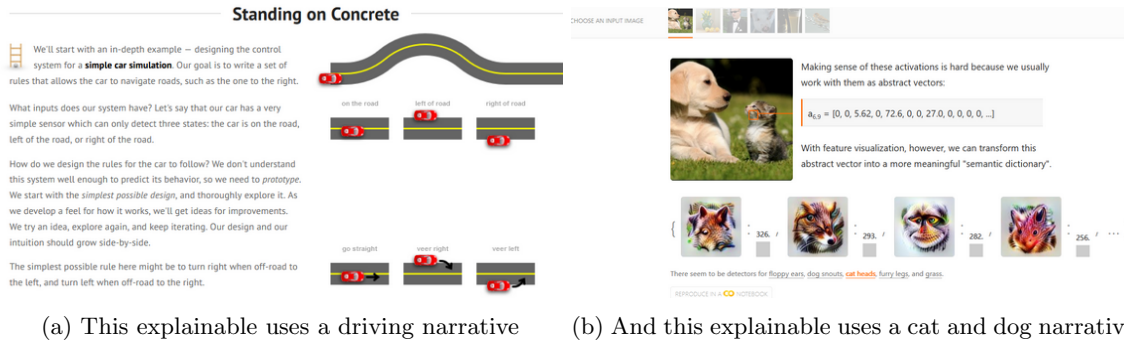 Standing on Concrete
We'll start with an in-depth example — designing the control
system for a simple car simulation. Our goal is to write a set of
rules that allows the car to navigate roads, such as the one to the right.
What inputs does our system have? Let's say that our car has a very
simple sensor which can only detect three states: the car is on the road,
left of the road, or right of the road.
How do we design the rules for the car to follow? We don't understand
this system well enough to predict its behavior, so we need to prototype.
We start with the simplest possible design, and thoroughly explore it. As
we develop a feel for how it works, we'll get ideas for improvements.
We try an idea, explore again, and keep iterating. Our design and our
intuition should grow side-by-side.
The simplest possible rule here might be to turn right when off-road to
the left, and turn left when off-road to the right.
on the road left of road right of road
go straight veer right veer left
(a) This explainable uses a driving narrative
CHOOSE AN INPUT IMAGE
Making sense of these activations is hard because we usually
work with them as abstract vectors:
a6,9 = [0, 0, 5.62, 0, 72.6, 0, 0, 27.0, 0, 0, 0, 0, ...]
With feature visualization, however, we can transform this
abstract vector into a more meaningful "semantic dictionary".
{ : 326. / : 293. / : 282. / : 256. / ...
There seem to be detectors for floppy ears, dog snouts, cat heads, furry legs, and grass.
REPRODUCE IN A CO NOTEBOOK
(b) And this explainable uses a cat and dog narrativ